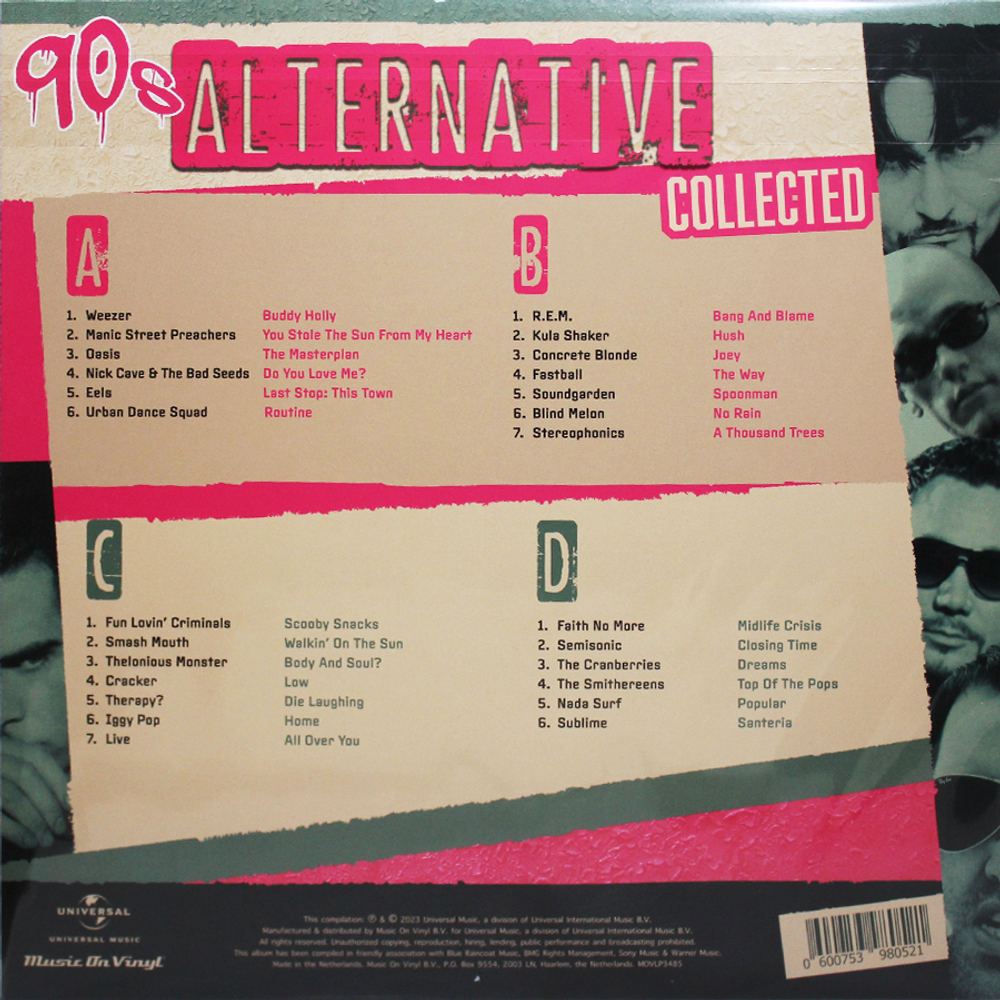 90s
ALTERNATIVE
COLLECTED
A
1. Weezer Buddy Holly
2. Manic Street Preachers You Stole The Sun From My Heart
3. Oasis The Masterplan
4. Nick Cave & The Bad Seeds Do You Love Me?
5. Eels Last Stop: This Town
6. Urban Dance Squad Routine
B
1. R.E.M. Bang And Blame
2. Kula Shaker Hush
3. Concrete Blonde Joey
4. Fastball The Way
5. Soundgarden Spoonman
6. Blind Melon No Rain
7. Stereophonics A Thousand Trees
C
1. Fun Lovin' Criminals Scooby Snacks
2. Smash Mouth Walkin' On The Sun
3. Thelonious Monster Body And Soul?
4. Cracker Low
5. Therapy? Die Laughing
6. Iggy Pop Home
7. Live All Over You
D
1. Faith No More Midlife Crisis
2. Semisonic Closing Time
3. The Cranberries Dreams
4. The Smithereens Top Of The Pops
5. Nada Surf Popular
6. Sublime Santeria
UNIVERSAL
UNIVERSAL MUSIC
Music On Vinyl
This compilation: ℗ & © 2023 Universal Music, a division of Universal International Music B.V.
Manufactured & distributed by Music On Vinyl B.V. for Universal Music, a division of Universal International Music B.V.
All rights reserved. Unauthorized copying, reproduction, hiring, lending, public performance and broadcasting prohibited.
This album has been compiled in friendly association with Blue Raincoat Music, BMG Rights Management, Sony Music & Warner Music.
Made in the Netherlands. Music On Vinyl B.V., P.O. Box 9554, 2003 LN, Haarlem, the Netherlands. MOVLP3485
0 600753 980521